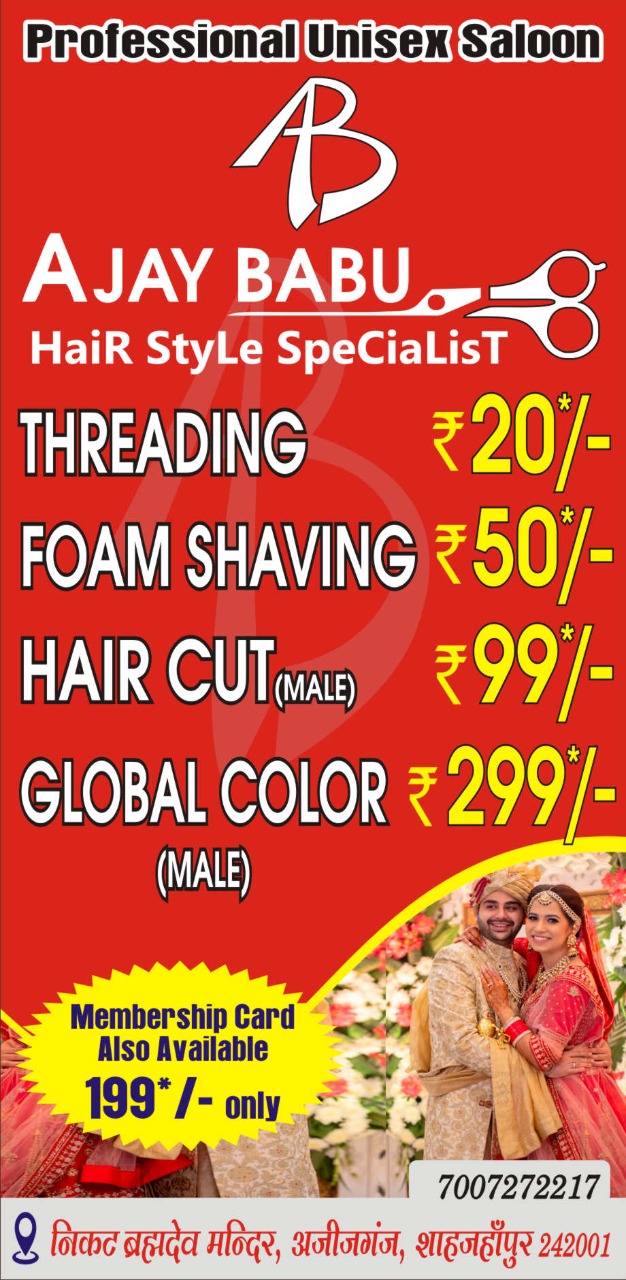 Professional Unisex Saloon
AB
AJAY BABU
HaiR StyLe SpeCiaLisT
THREADING ₹20*/-
FOAM SHAVING ₹50*/-
HAIR CUT (MALE) ₹99*/-
GLOBAL COLOR ₹299*/-
(MALE)
Membership Card
Also Available
199*/- only
7007272217
निकट ब्रह्मदेव मन्दिर, अजीजगंज, शाहजहाँपुर 242001